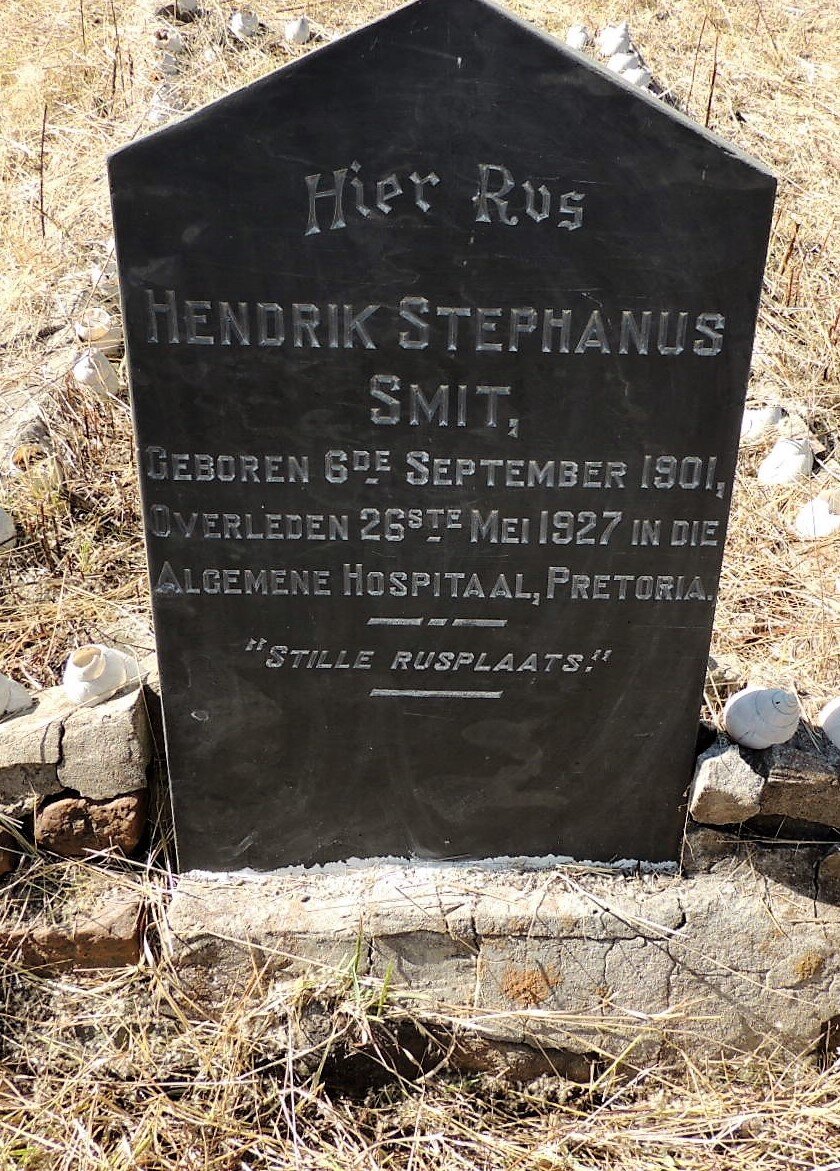 Hier Rus
HENDRIK STEPHANUS
SMIT,
GEBOREN 6DE SEPTEMBER 1901,
OVERLEDEN 26STE MEI 1927 IN DIE
ALGEMENE HOSPITAAL, PRETORIA.
"STILLE RUSPLAATS."